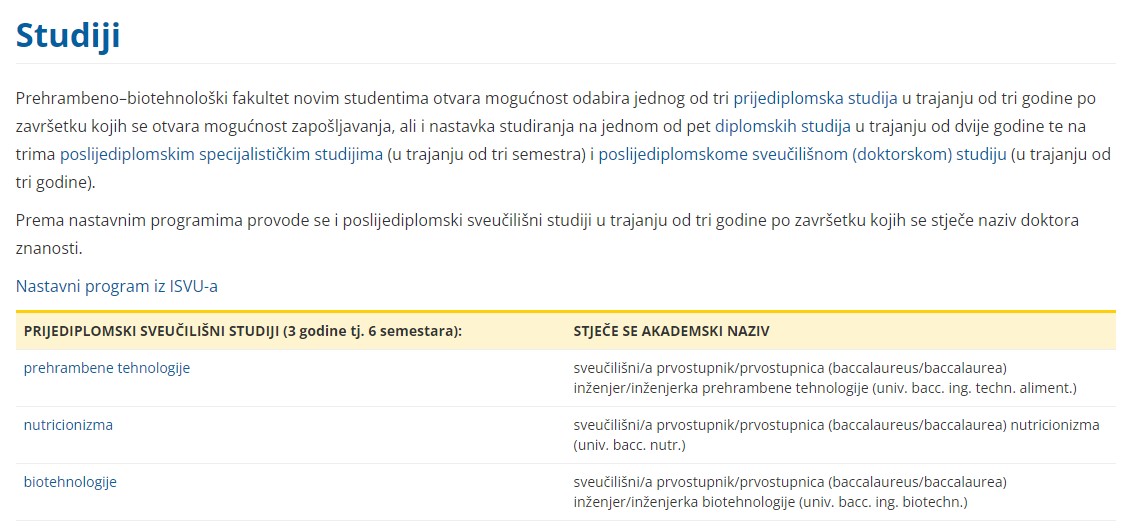 Studiji
Prehrambeno–biotehnološki fakultet novim studentima otvara mogućnost odabira jednog od tri prijediplomska studija u trajanju od tri godine po
završetku kojih se otvara mogućnost zapošljavanja, ali i nastavka studiranja na jednom od pet diplomskih studija u trajanju od dvije godine te na
trima poslijediplomskim specijalističkim studijima (u trajanju od tri semestra) i poslijediplomskome sveučilišnom (doktorskom) studiju (u trajanju od
tri godine).
Prema nastavnim programima provode se i poslijediplomski sveučilišni studiji u trajanju od tri godine po završetku kojih se stječe naziv doktora
znanosti.
Nastavni program iz ISVU-a
PRIJEDIPLOMSKI SVEUČILIŠNI STUDIJI (3 godine tj. 6 semestara): STJEČE SE AKADEMSKI NAZIV
prehrambene tehnologije sveučilišni/a prvostupnik/prvostupnica (baccalaureus/baccalaurea)
inženjer/inženjerka prehrambene tehnologije (univ. bacc. ing. techn. aliment.)
nutricionizma sveučilišni/a prvostupnik/prvostupnica (baccalaureus/baccalaurea) nutricionizma
(univ. bacc. nutr.)
biotehnologije sveučilišni/a prvostupnik/prvostupnica (baccalaureus/baccalaurea)
inženjer/inženjerka biotehnologije (univ. bacc. ing. biotechn.)